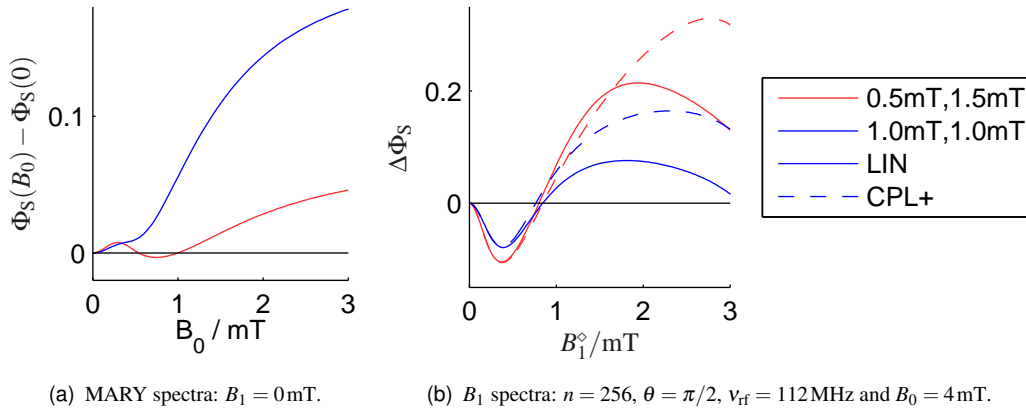 Φ_S(B_0) − Φ_S(0)
0.1
0
0
1
2
3
B_0 / mT
ΔΦ_S
0.2
0
0
1
2
3
B_1^⋄/mT
0.5mT,1.5mT
1.0mT,1.0mT
LIN
CPL+
(a) MARY spectra: B_1 = 0 mT.
(b) B_1 spectra: n = 256, θ = π/2, ν_rf = 112 MHz and B_0 = 4 mT.